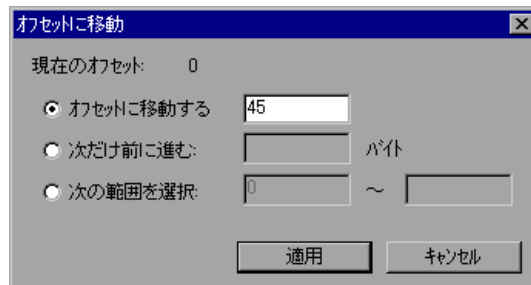 オフセットに移動
現在のオフセット: 0
オフセットに移動する 45
次だけ前に進む: バイト
次の範囲を選択: 0 ～
適用 キャンセル